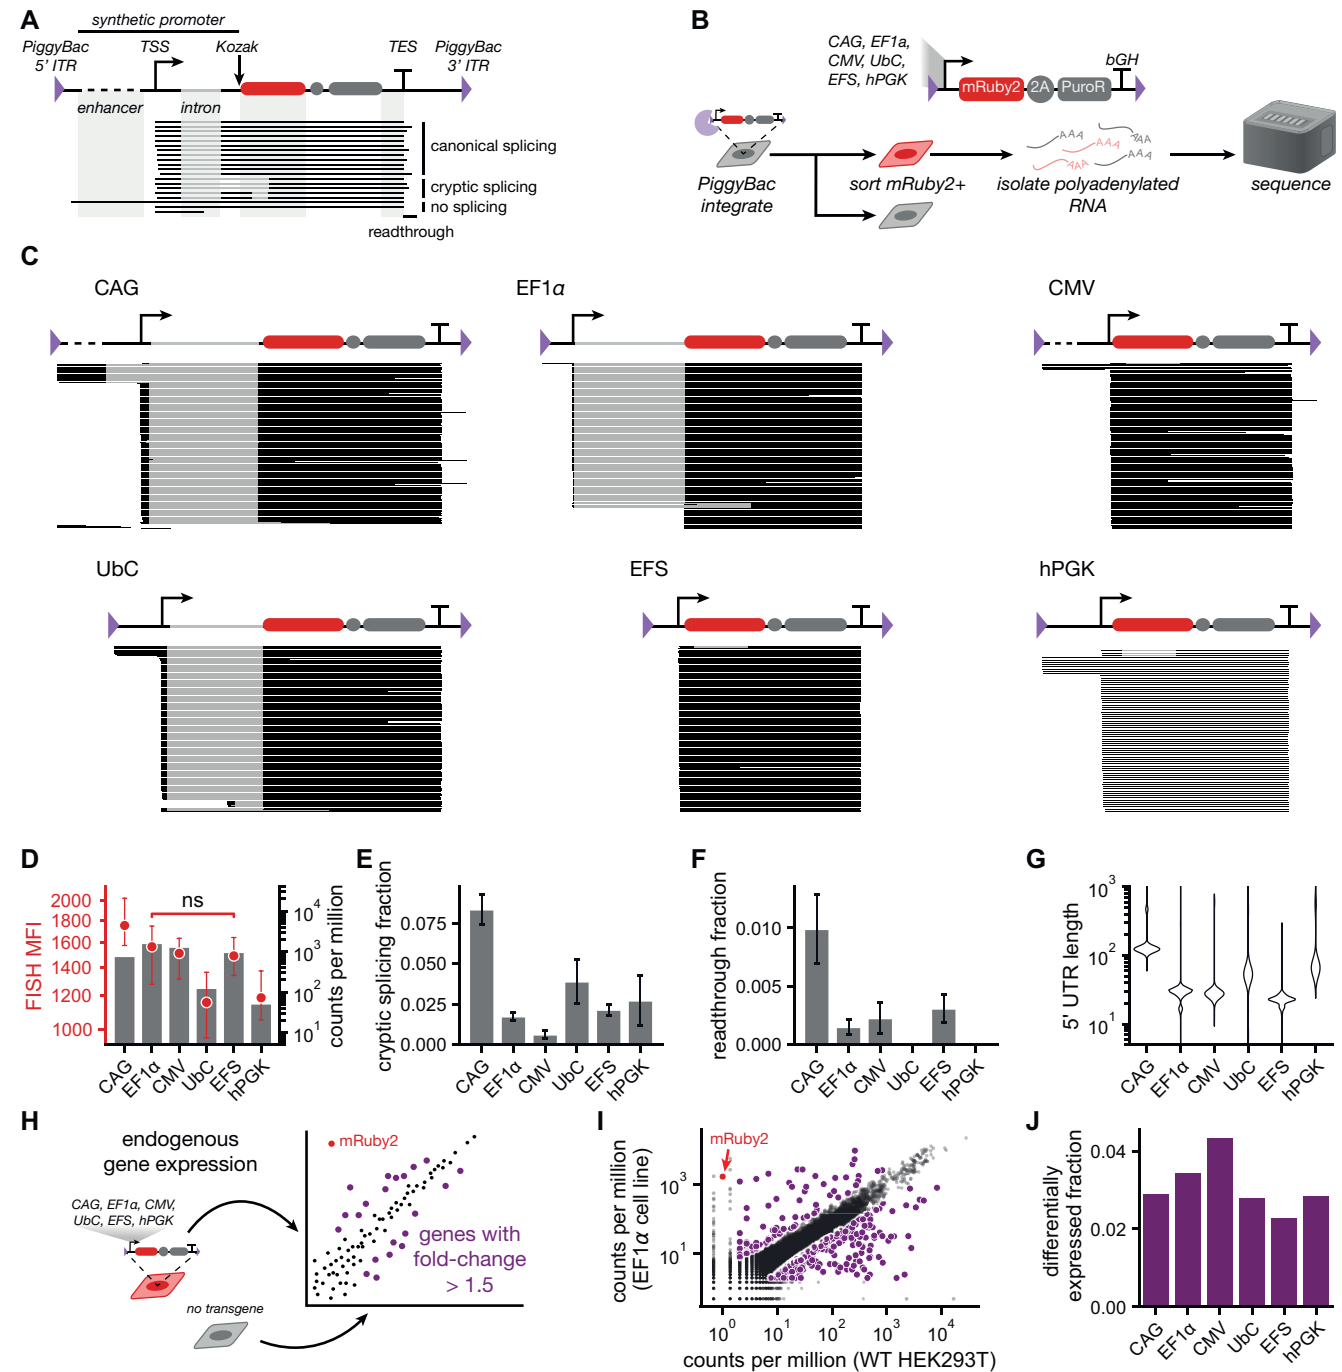 A
synthetic promoter
PiggyBac
5' ITR
TSS
Kozak
TES
PiggyBac
3' ITR
enhancer
intron
canonical splicing
cryptic splicing
no splicing
readthrough
B
CAG, EF1a,
CMV, UbC,
EFS, hPGK
bGH
mRuby2
2A
PuroR
AAA
AAA
AAA
AAA
PiggyBac
integrate
sort mRuby2+
isolate polyadenylated
RNA
sequence
C
CAG
EF1α
CMV
UbC
EFS
hPGK
D
FISH MFI
2000
1800
1600
1400
1200
1000
ns
10^4
10^3
10^2
10^1
counts per million
CAG
EF1α
CMV
UbC
EFS
hPGK
E
cryptic splicing fraction
0.075
0.050
0.025
0.000
CAG
EF1α
CMV
UbC
EFS
hPGK
F
readthrough fraction
0.010
0.005
0.000
CAG
EF1α
CMV
UbC
EFS
hPGK
G
5' UTR length
10^3
10^2
10^1
CAG
EF1α
CMV
UbC
EFS
hPGK
H
endogenous
gene expression
CAG, EF1α, CMV,
UbC, EFS, hPGK
no transgene
mRuby2
genes with
fold-change
> 1.5
I
counts per million
(EF1α cell line)
mRuby2
10^3
10^1
10^0
10^1
10^2
10^3
10^4
counts per million (WT HEK293T)
J
differentially
expressed fraction
0.04
0.02
0.00
CAG
EF1α
CMV
UbC
EFS
hPGK